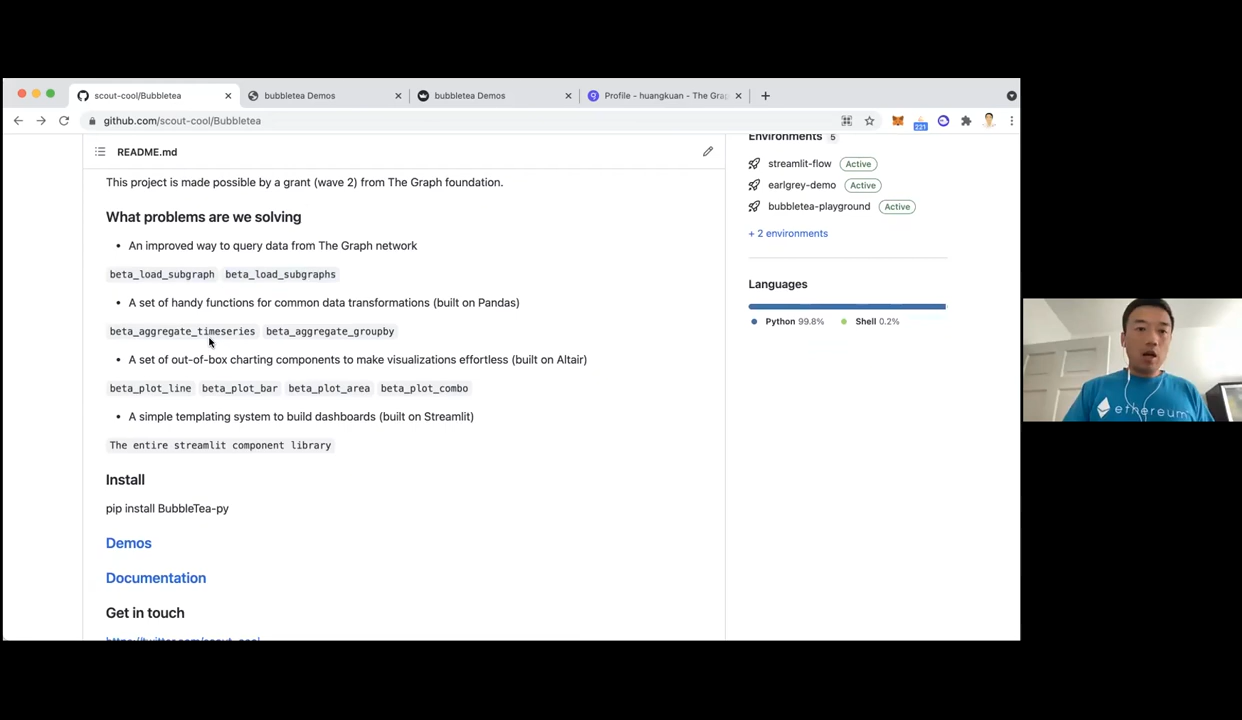 scout-cool/Bubbletea
bubbletea Demos
bubbletea Demos
Profile - huangkuan - The Gra
github.com/scout-cool/Bubbletea
221
README.md
This project is made possible by a grant (wave 2) from The Graph foundation.
What problems are we solving
An improved way to query data from The Graph network
beta_load_subgraph beta_load_subgraphs
A set of handy functions for common data transformations (built on Pandas)
beta_aggregate_timeseries beta_aggregate_groupby
A set of out-of-box charting components to make visualizations effortless (built on Altair)
beta_plot_line beta_plot_bar beta_plot_area beta_plot_combo
A simple templating system to build dashboards (built on Streamlit)
The entire streamlit component library
Install
pip install BubbleTea-py
Demos
Documentation
Get in touch
Environments 5
streamlit-flow Active
earlgrey-demo Active
bubbletea-playground Active
+ 2 environments
Languages
Python 99.8% Shell 0.2%
ethereum